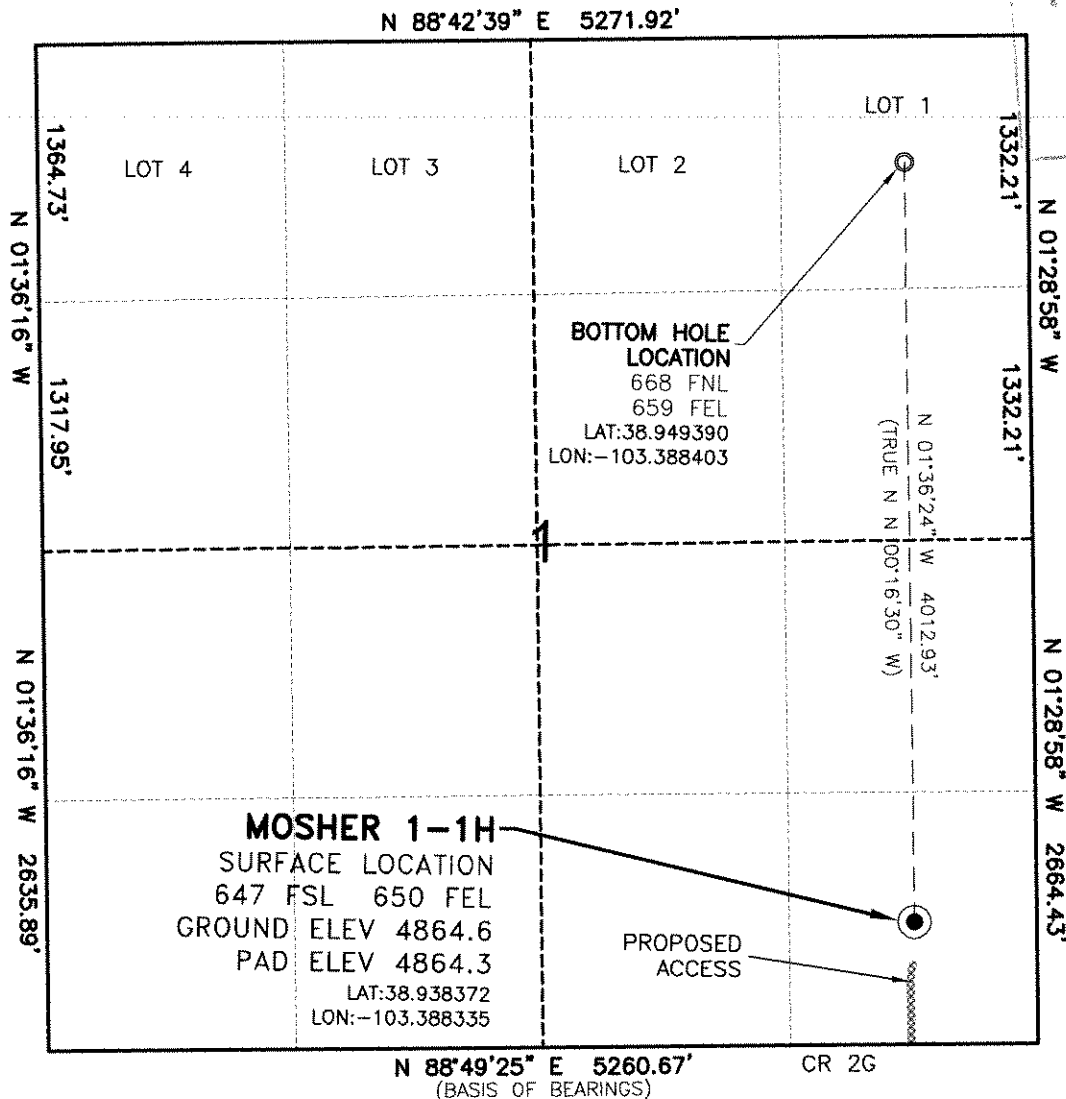 N 88°42'39" E 5271.92'
LOT 1
LOT 4
LOT 3
LOT 2
1364.73'
1332.21'
N 01°36'16" W
N 01°28'58" W
BOTTOM HOLE
LOCATION
668 FNL
659 FEL
LAT:38.949390
LON:-103.388403
1317.95'
1332.21'
N 01°36'24" W 4012.93'
(TRUE N N 00°16'30" W)
1
N 01°36'16" W 2635.89'
N 01°28'58" W 2664.43'
MOSHER 1-1H
SURFACE LOCATION
647 FSL 650 FEL
GROUND ELEV 4864.6
PAD ELEV 4864.3
LAT:38.938372
LON:-103.388335
PROPOSED
ACCESS
N 88°49'25" E 5260.67'
(BASIS OF BEARINGS)
CR 2G